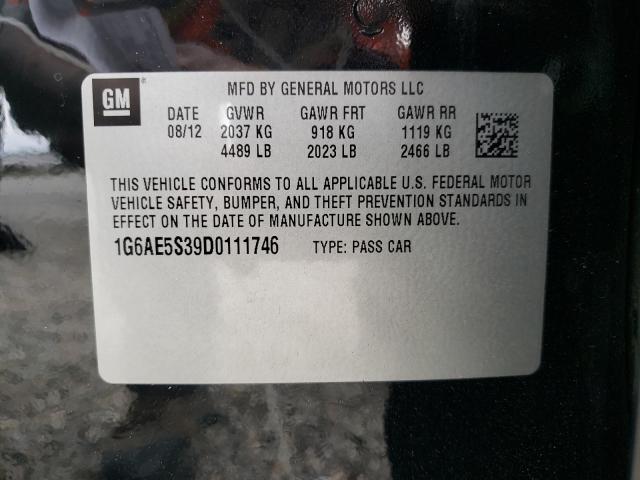 GM
MFD BY GENERAL MOTORS LLC
DATE GVWR GAWR FRT GAWR RR
08/12 2037 KG 918 KG 1119 KG
4489 LB 2023 LB 2466 LB
THIS VEHICLE CONFORMS TO ALL APPLICABLE U.S. FEDERAL MOTOR
VEHICLE SAFETY, BUMPER, AND THEFT PREVENTION STANDARDS IN
EFFECT ON THE DATE OF MANUFACTURE SHOWN ABOVE.
1G6AE5S39D0111746 TYPE: PASS CAR